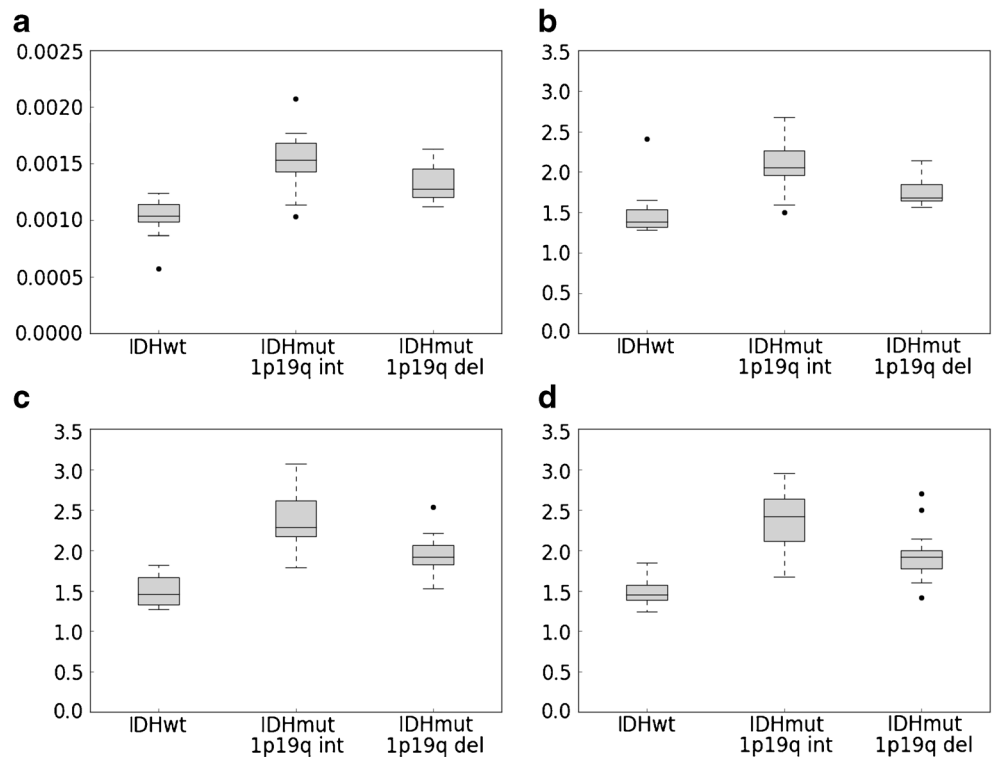 a
0.0025
0.0020
0.0015
0.0010
0.0005
0.0000
IDHwt
IDHmut
1p19q int
IDHmut
1p19q del
b
3.5
3.0
2.5
2.0
1.5
1.0
0.5
0.0
IDHwt
IDHmut
1p19q int
IDHmut
1p19q del
c
3.5
3.0
2.5
2.0
1.5
1.0
0.5
0.0
IDHwt
IDHmut
1p19q int
IDHmut
1p19q del
d
3.5
3.0
2.5
2.0
1.5
1.0
0.5
0.0
IDHwt
IDHmut
1p19q int
IDHmut
1p19q del